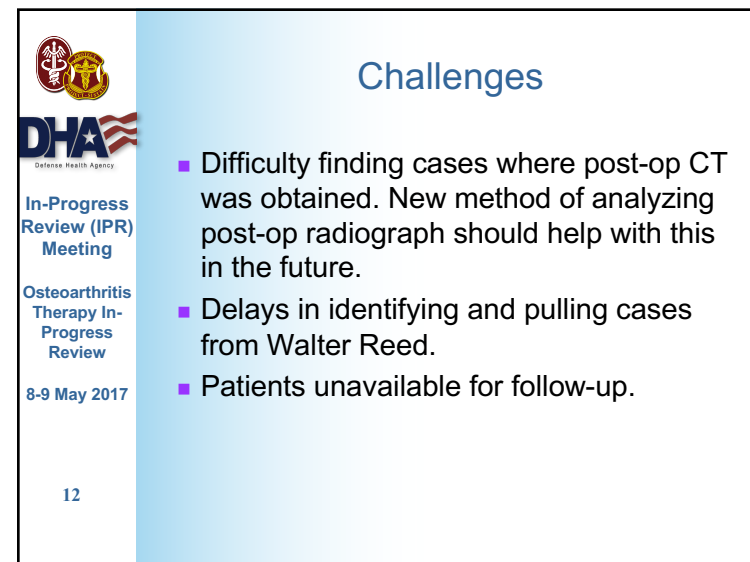 DHA
Defense Health Agency
In-Progress
Review (IPR)
Meeting
Osteoarthritis
Therapy In-
Progress
Review
8-9 May 2017
12
Challenges
Difficulty finding cases where post-op CT
was obtained. New method of analyzing
post-op radiograph should help with this
in the future.
Delays in identifying and pulling cases
from Walter Reed.
Patients unavailable for follow-up.